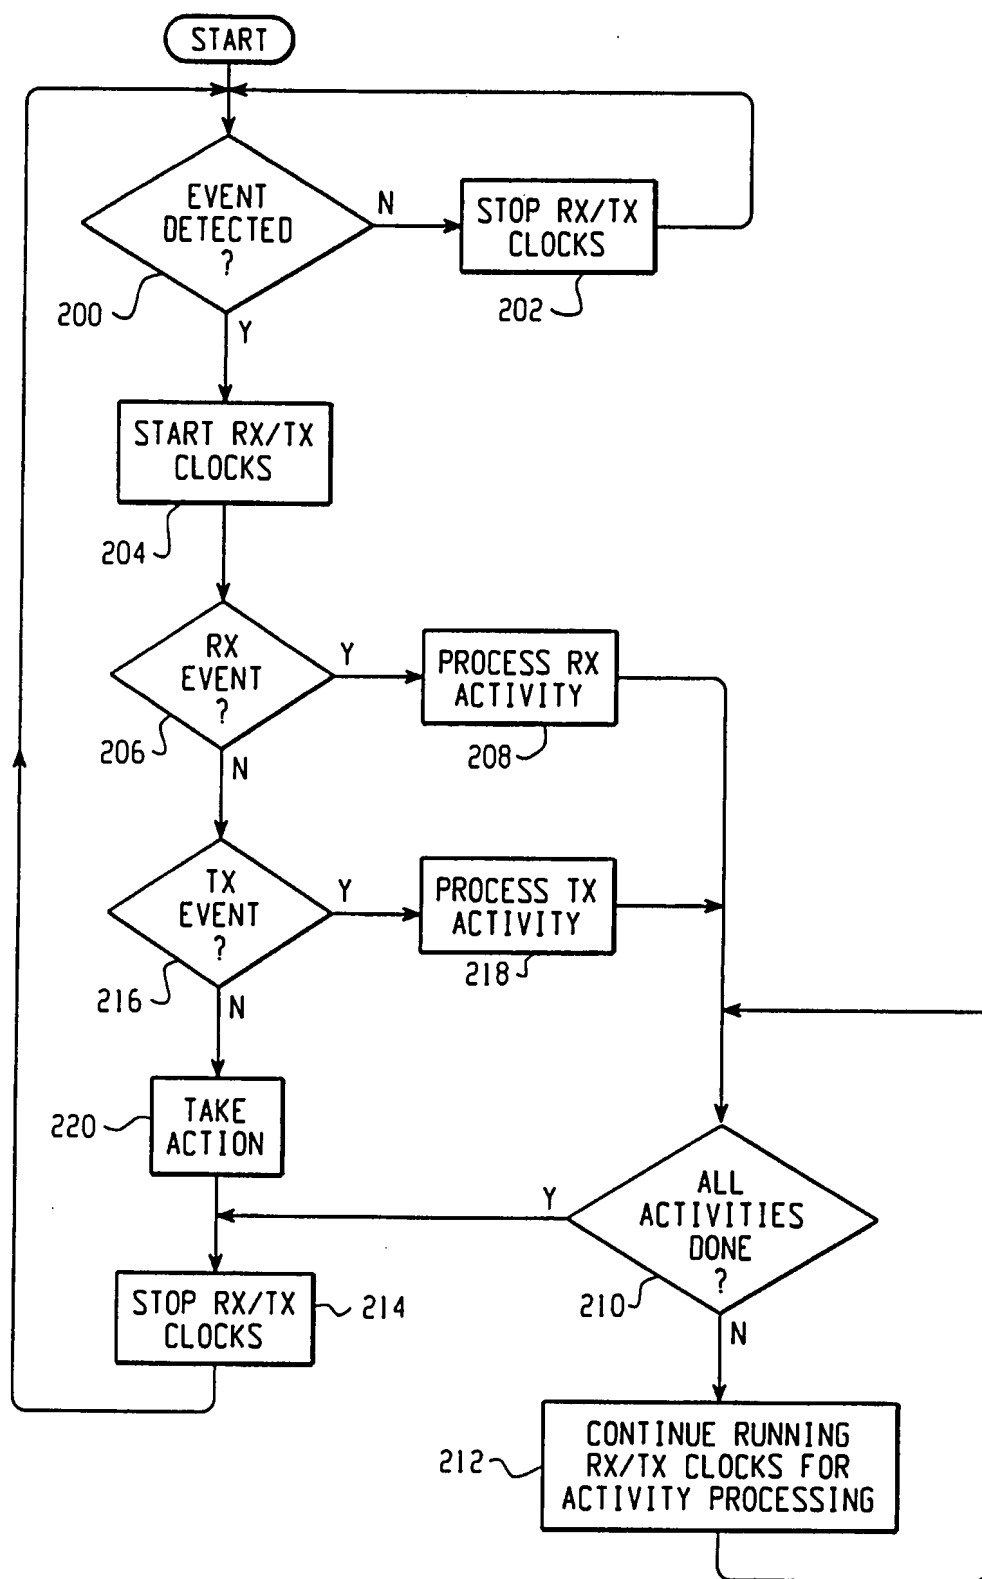 START
EVENT
DETECTED
?
N
STOP RX/TX
CLOCKS
200
202
Y
START RX/TX
CLOCKS
204
RX
EVENT
?
Y
PROCESS RX
ACTIVITY
206
208
N
TX
EVENT
?
Y
PROCESS TX
ACTIVITY
216
218
N
220
TAKE
ACTION
Y
ALL
ACTIVITIES
DONE
?
210
STOP RX/TX
CLOCKS
214
N
212
CONTINUE RUNNING
RX/TX CLOCKS FOR
ACTIVITY PROCESSING